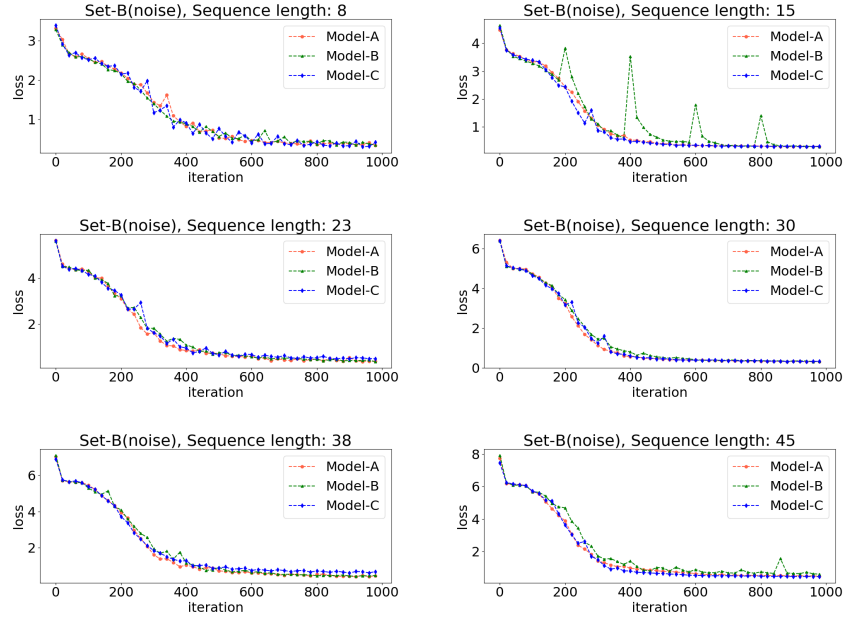 Set-B(noise), Sequence length: 8
3
2
1
loss
Model-A
Model-B
Model-C
0 200 400 600 800 1000
iteration
Set-B(noise), Sequence length: 15
4
3
2
1
loss
Model-A
Model-B
Model-C
0 200 400 600 800 1000
iteration
Set-B(noise), Sequence length: 23
4
2
loss
Model-A
Model-B
Model-C
0 200 400 600 800 1000
iteration
Set-B(noise), Sequence length: 30
6
4
2
0
loss
Model-A
Model-B
Model-C
0 200 400 600 800 1000
iteration
Set-B(noise), Sequence length: 38
6
4
2
loss
Model-A
Model-B
Model-C
0 200 400 600 800 1000
iteration
Set-B(noise), Sequence length: 45
8
6
4
2
loss
Model-A
Model-B
Model-C
0 200 400 600 800 1000
iteration